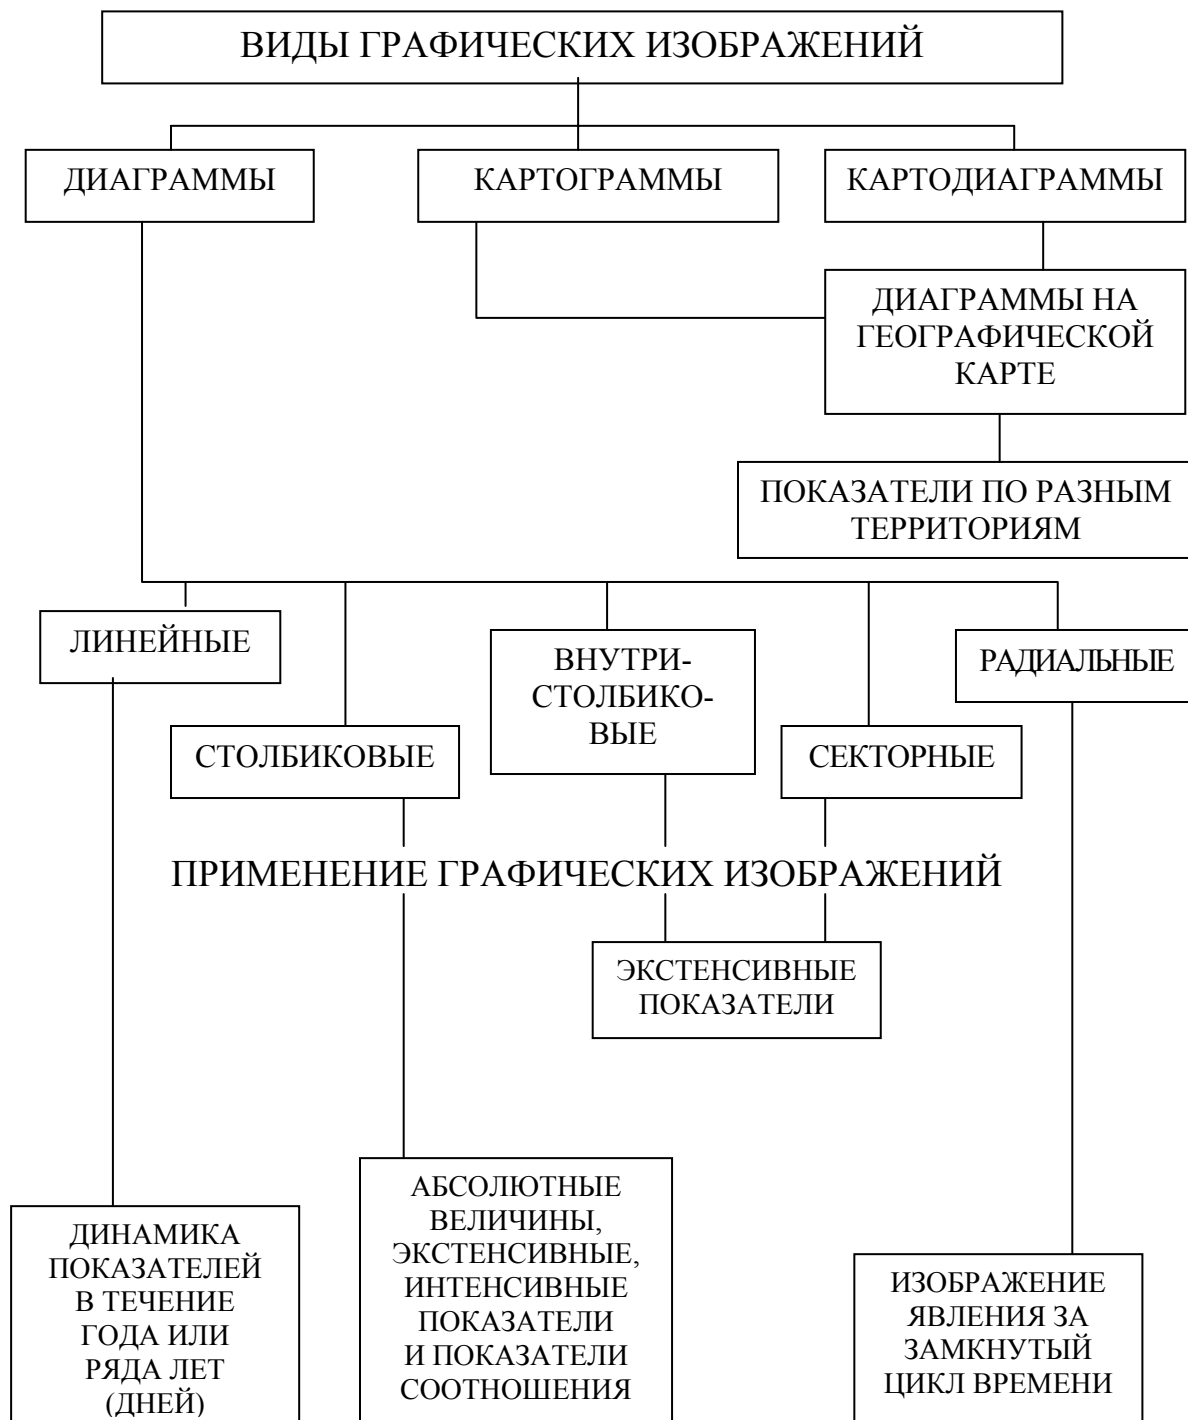 ВИДЫ ГРАФИЧЕСКИХ ИЗОБРАЖЕНИЙ
ДИАГРАММЫ
КАРТОГРАММЫ
КАРТОДИАГРАММЫ
ДИАГРАММЫ НА
ГЕОГРАФИЧЕСКОЙ
КАРТЕ
ПОКАЗАТЕЛИ ПО РАЗНЫМ
ТЕРРИТОРИЯМ
ЛИНЕЙНЫЕ
СТОЛБИКОВЫЕ
ВНУТРИ-
СТОЛБИКО-
ВЫЕ
СЕКТОРНЫЕ
РАДИАЛЬНЫЕ
ПРИМЕНЕНИЕ ГРАФИЧЕСКИХ ИЗОБРАЖЕНИЙ
ЭКСТЕНСИВНЫЕ
ПОКАЗАТЕЛИ
ДИНАМИКА
ПОКАЗАТЕЛЕЙ
В ТЕЧЕНИЕ
ГОДА ИЛИ
РЯДА ЛЕТ
(ДНЕЙ)
АБСОЛЮТНЫЕ
ВЕЛИЧИНЫ,
ЭКСТЕНСИВНЫЕ,
ИНТЕНСИВНЫЕ
ПОКАЗАТЕЛИ
И ПОКАЗАТЕЛИ
СООТНОШЕНИЯ
ИЗОБРАЖЕНИЕ
ЯВЛЕНИЯ ЗА
ЗАМКНУТЫЙ
ЦИКЛ ВРЕМЕНИ